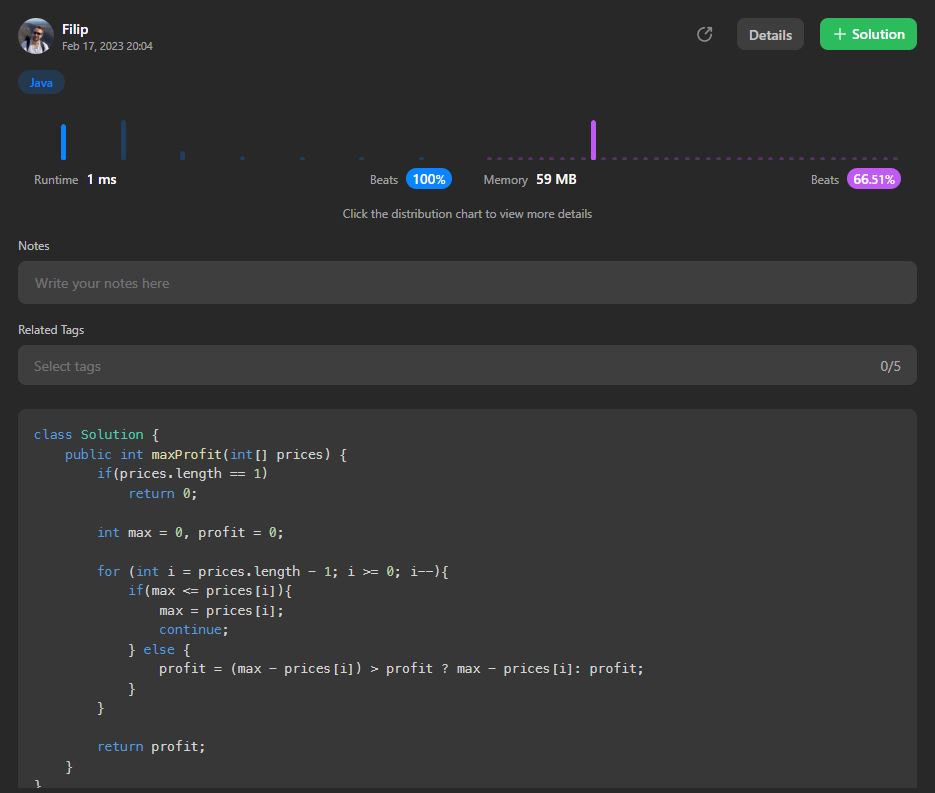 Filip
Feb 17, 2023 20:04
Details
+ Solution
Java
Runtime 1 ms
Beats 100%
Memory 59 MB
Beats 66.51%
Click the distribution chart to view more details
Notes
Write your notes here
Related Tags
Select tags 0/5
class Solution {
    public int maxProfit(int[] prices) {
        if(prices.length == 1)
            return 0;

        int max = 0, profit = 0;

        for (int i = prices.length - 1; i >= 0; i--){
            if(max <= prices[i]){
                max = prices[i];
                continue;
            } else {
                profit = (max - prices[i]) > profit ? max - prices[i]: profit;
            }
        }

        return profit;
    }
}